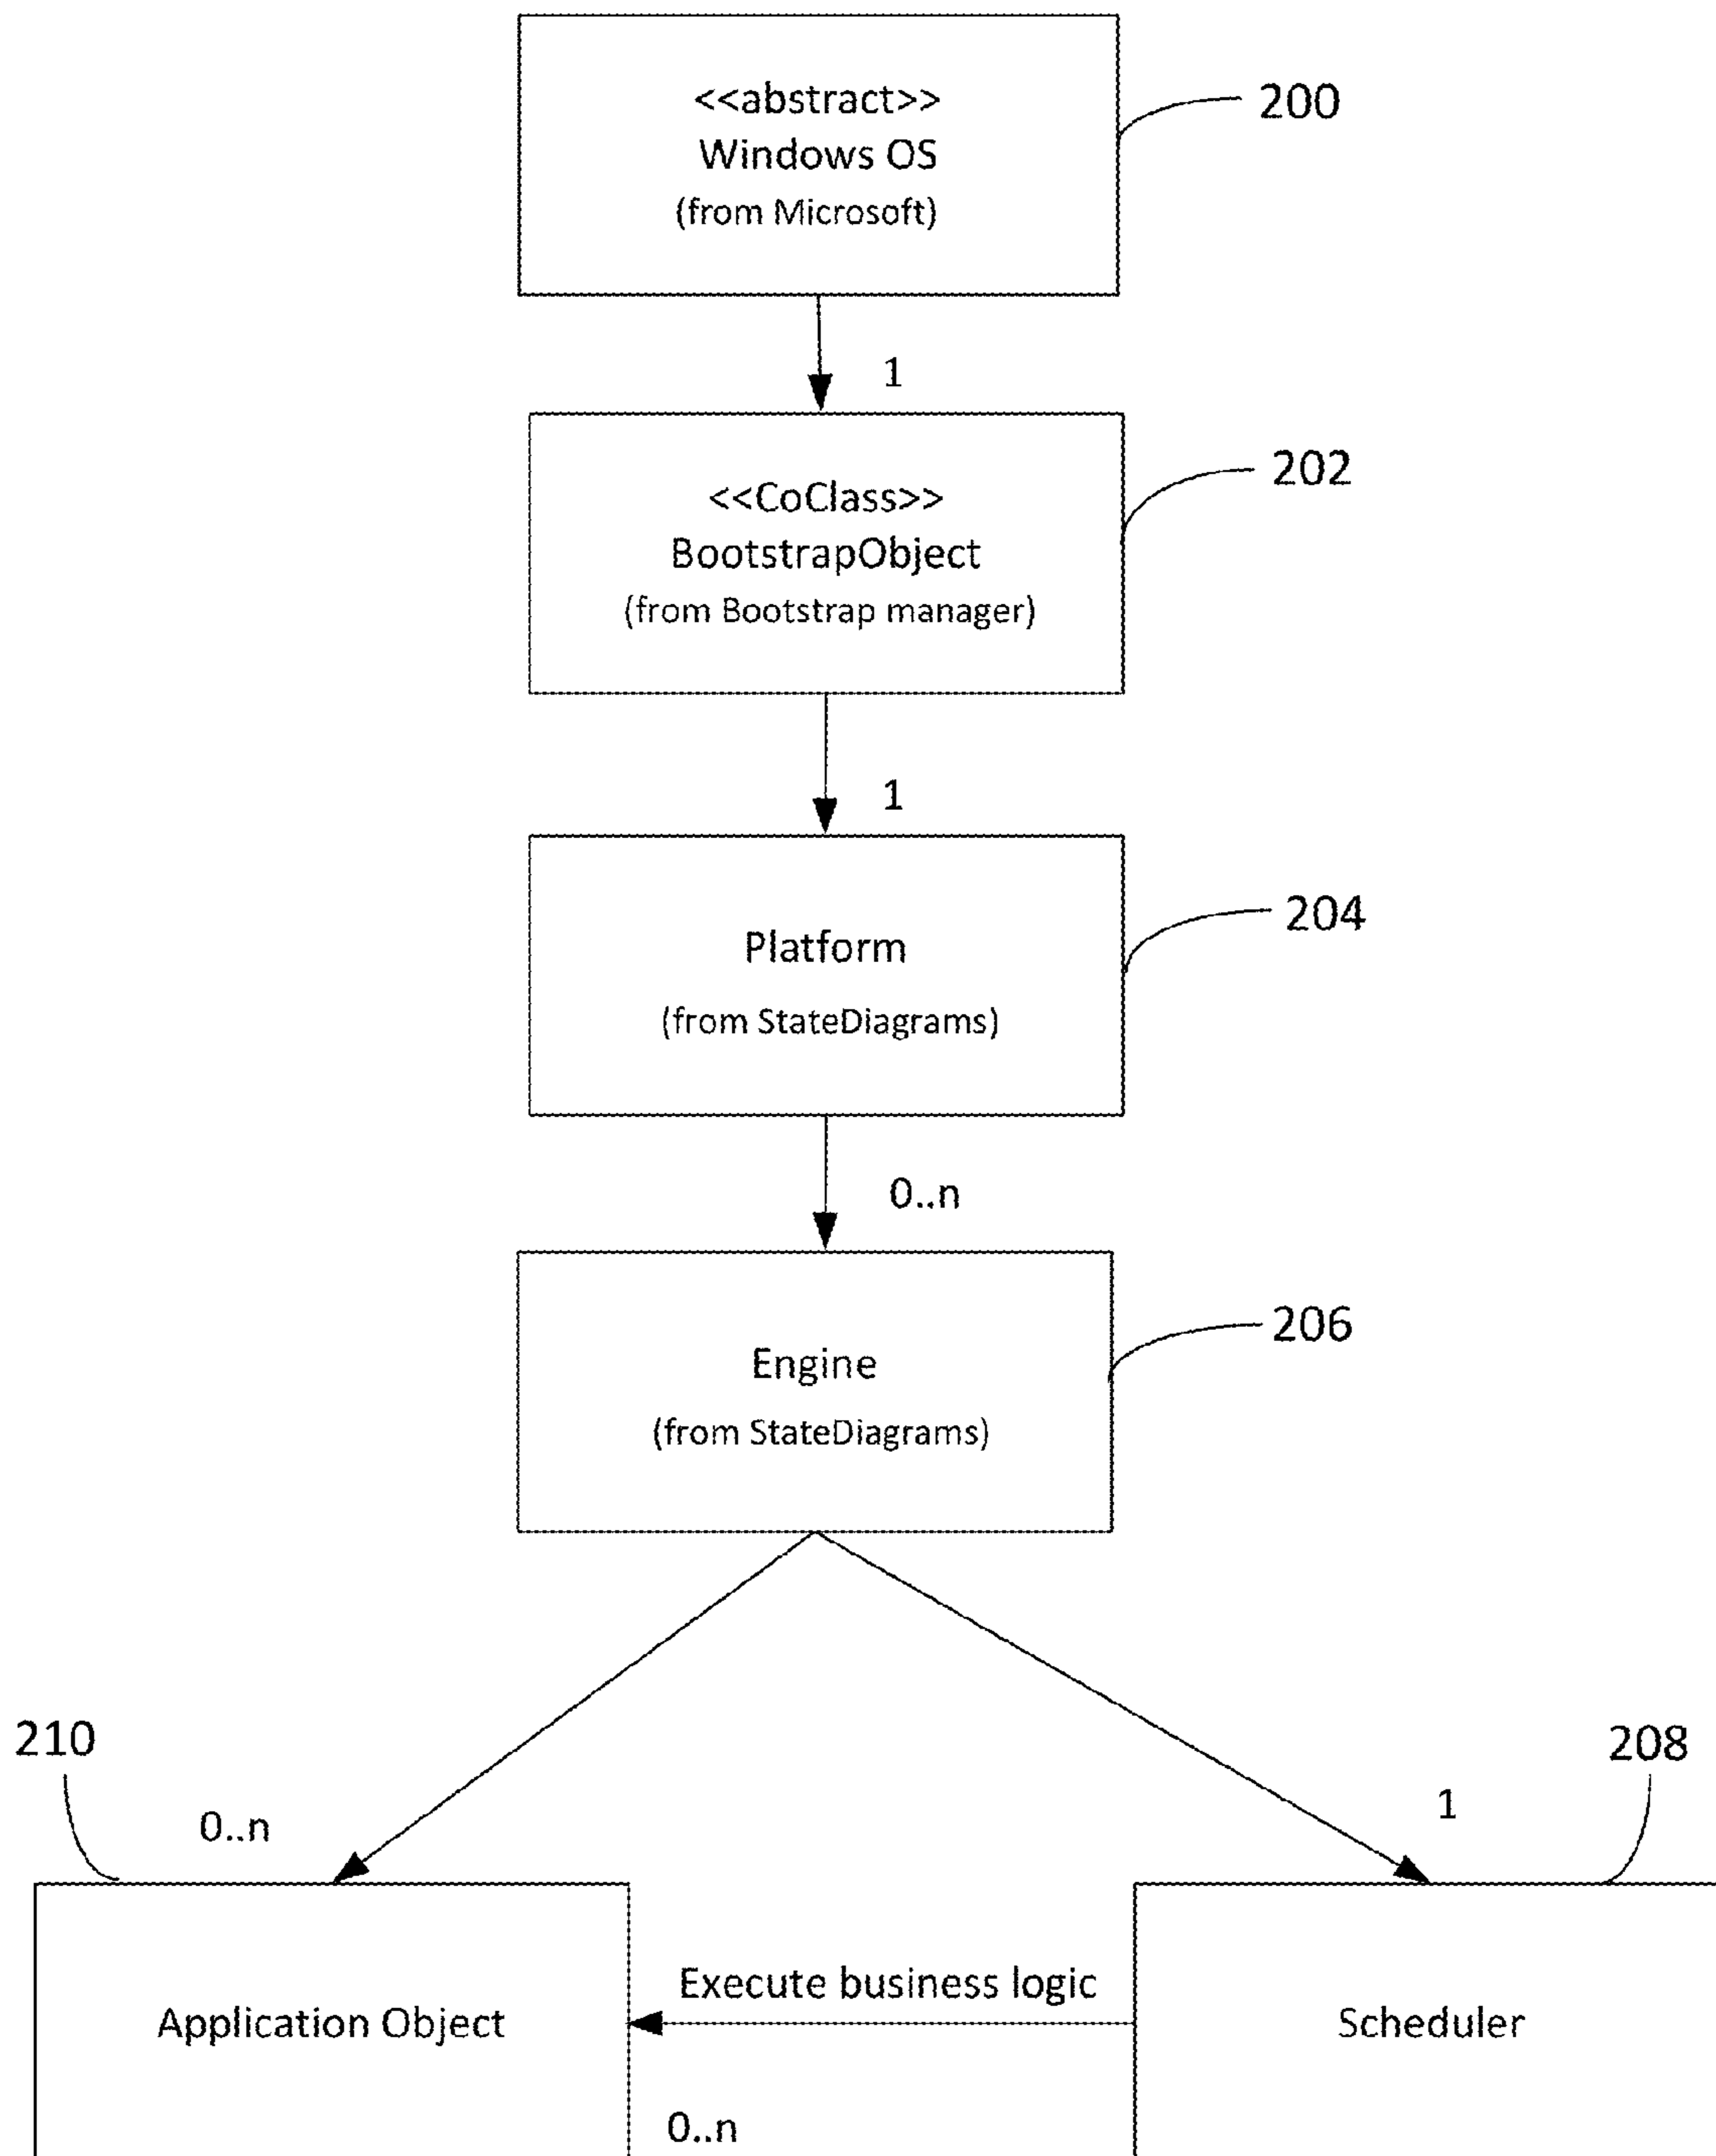 <<abstract>>
Windows OS
(from Microsoft)
200
1
<<CoClass>>
BootstrapObject
(from Bootstrap manager)
202
1
Platform
(from StateDiagrams)
204
0..n
Engine
(from StateDiagrams)
206
210
208
0..n
1
Application Object
Execute business logic
Scheduler
0..n